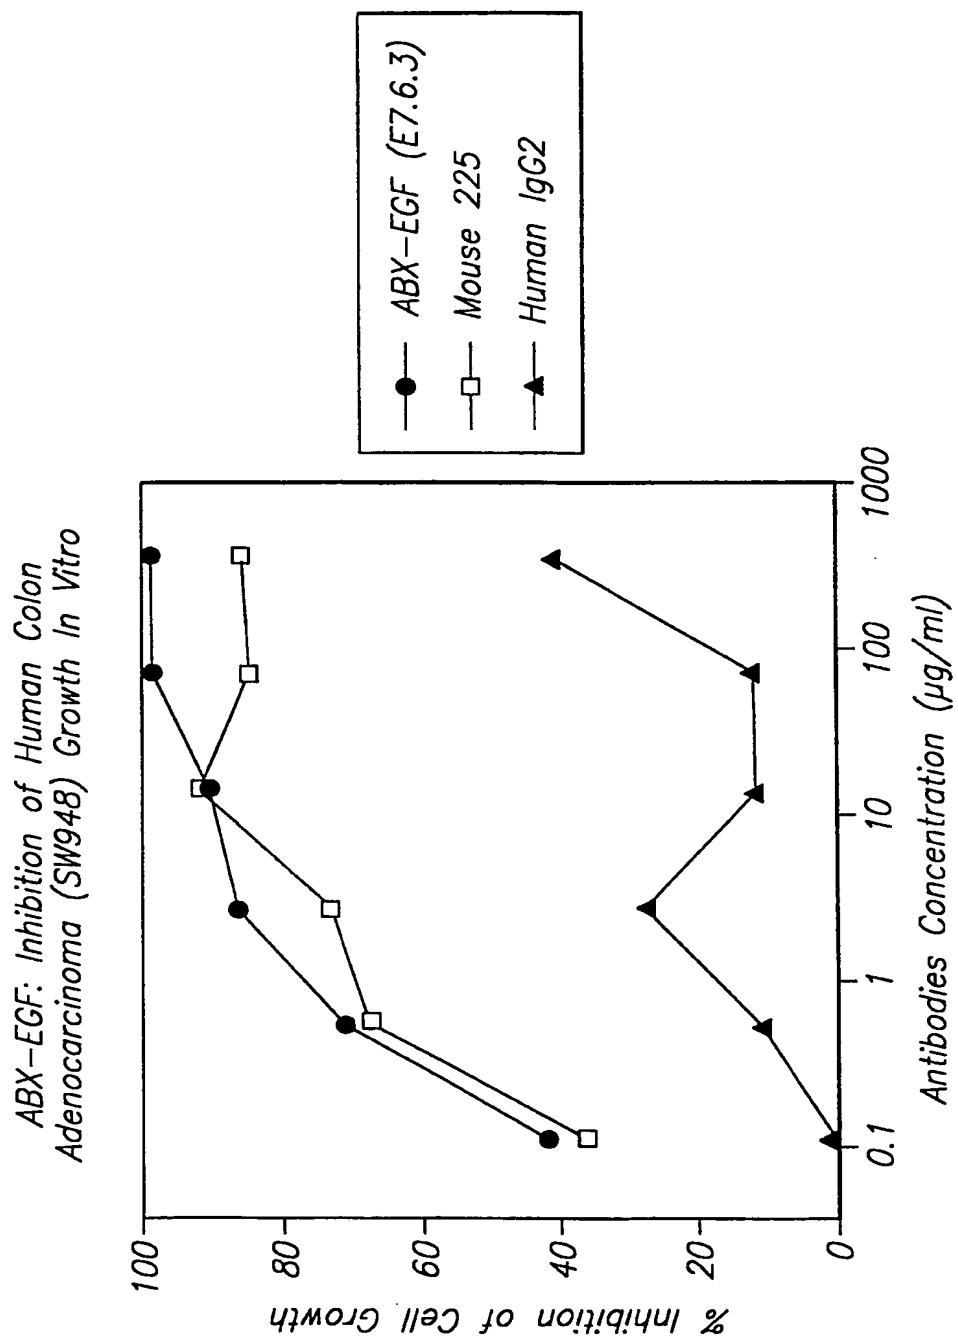 ABX-EGF: Inhibition of Human Colon
Adenocarcinoma (SW948) Growth In Vitro
% Inhibition of Cell Growth
100
80
60
40
20
0
0.1
1
10
100
1000
Antibodies Concentration (µg/ml)
ABX-EGF (E7.6.3)
Mouse 225
Human IgG2